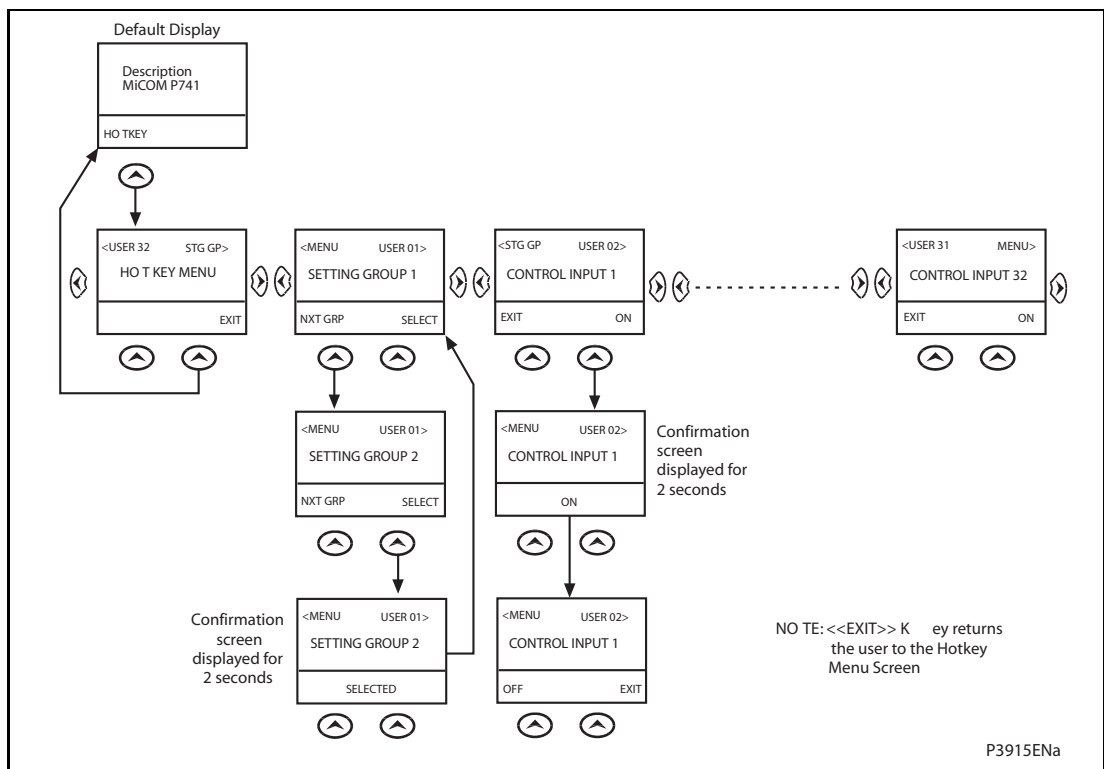 Default Display
Description
MiCOM P741
HO TKEY
<USER 32 STG GP>
HO T KEY MENU
EXIT
<MENU USER 01>
SETTING GROUP 1
NXT GRP SELECT
<STG GP USER 02>
CONTROL INPUT 1
EXIT ON
<USER 31 MENU>
CONTROL INPUT 32
EXIT ON
<MENU USER 01>
SETTING GROUP 2
NXT GRP SELECT
<MENU USER 02>
CONTROL INPUT 1
ON
Confirmation
screen
displayed for
2 seconds
Confirmation
screen
displayed for
2 seconds
<MENU USER 01>
SETTING GROUP 2
SELECTED
<MENU USER 02>
CONTROL INPUT 1
OFF EXIT
NO TE: <<EXIT>> K ey returns
the user to the Hotkey
Menu Screen
P3915ENa